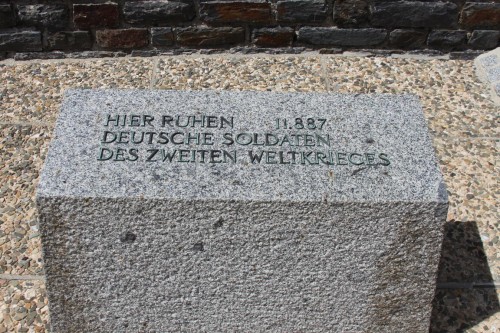 HIER RUHEN 11.887
DEUTSCHE SOLDATEN
DES ZWEITEN WELTKRIEGES